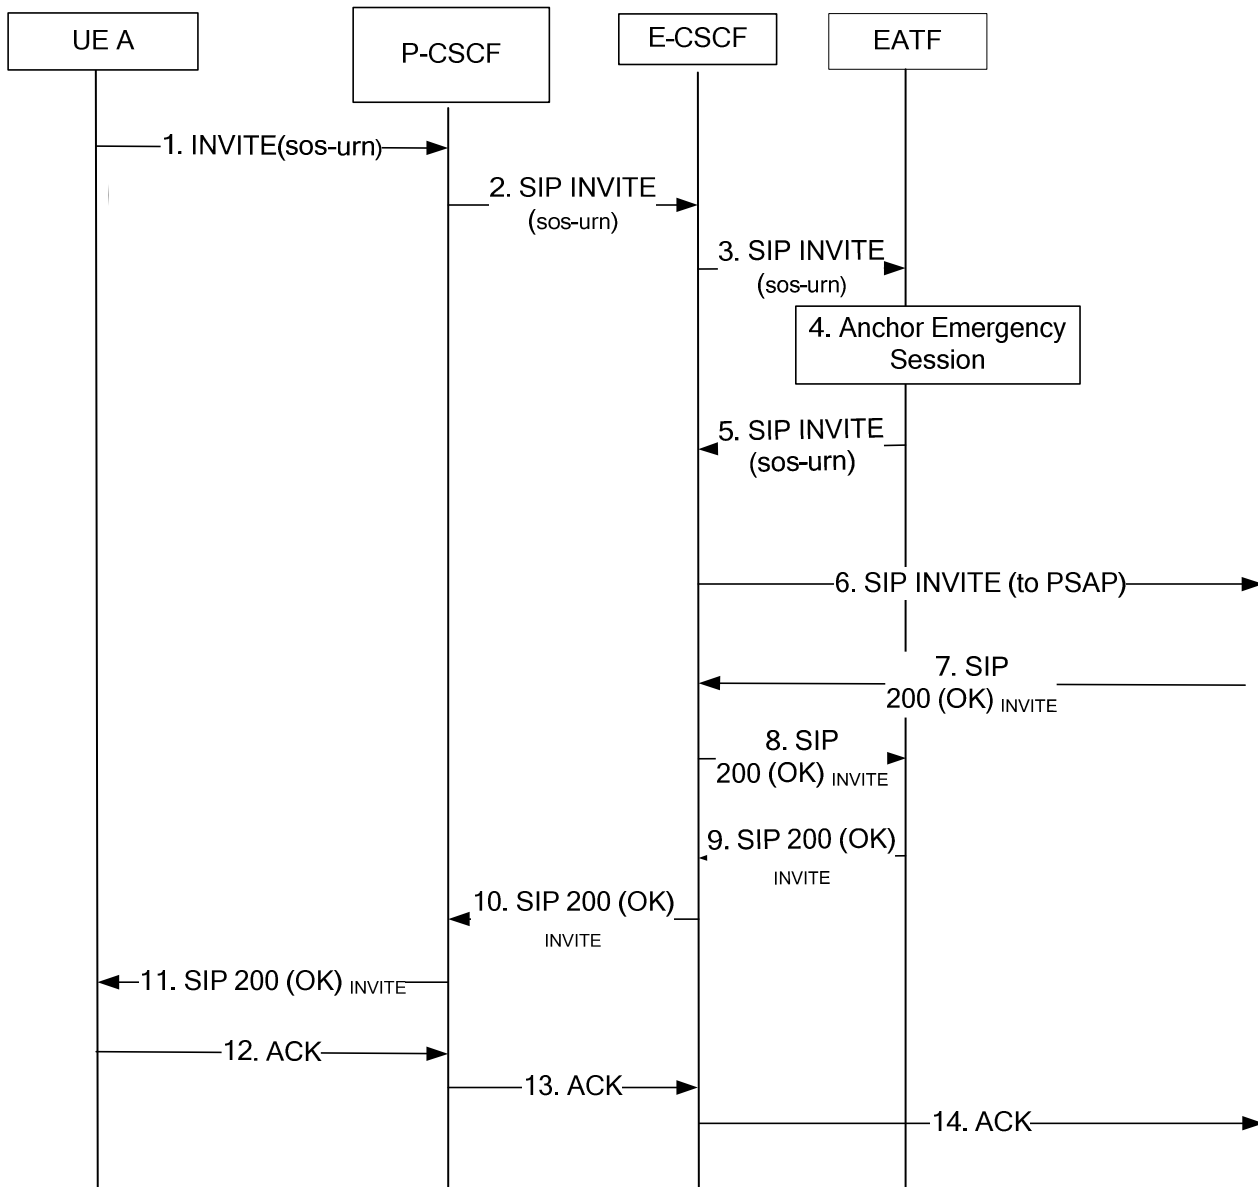 UE A
P-CSCF
E-CSCF
EATF
1. INVITE(sos-urn)
2. SIP INVITE
(sos-urn)
3. SIP INVITE
(sos-urn)
4. Anchor Emergency
Session
5. SIP INVITE
(sos-urn)
6. SIP INVITE (to PSAP)
7. SIP
200 (OK) INVITE
8. SIP
200 (OK) INVITE
9. SIP 200 (OK)
INVITE
10. SIP 200 (OK)
INVITE
11. SIP 200 (OK) INVITE
12. ACK
13. ACK
14. ACK